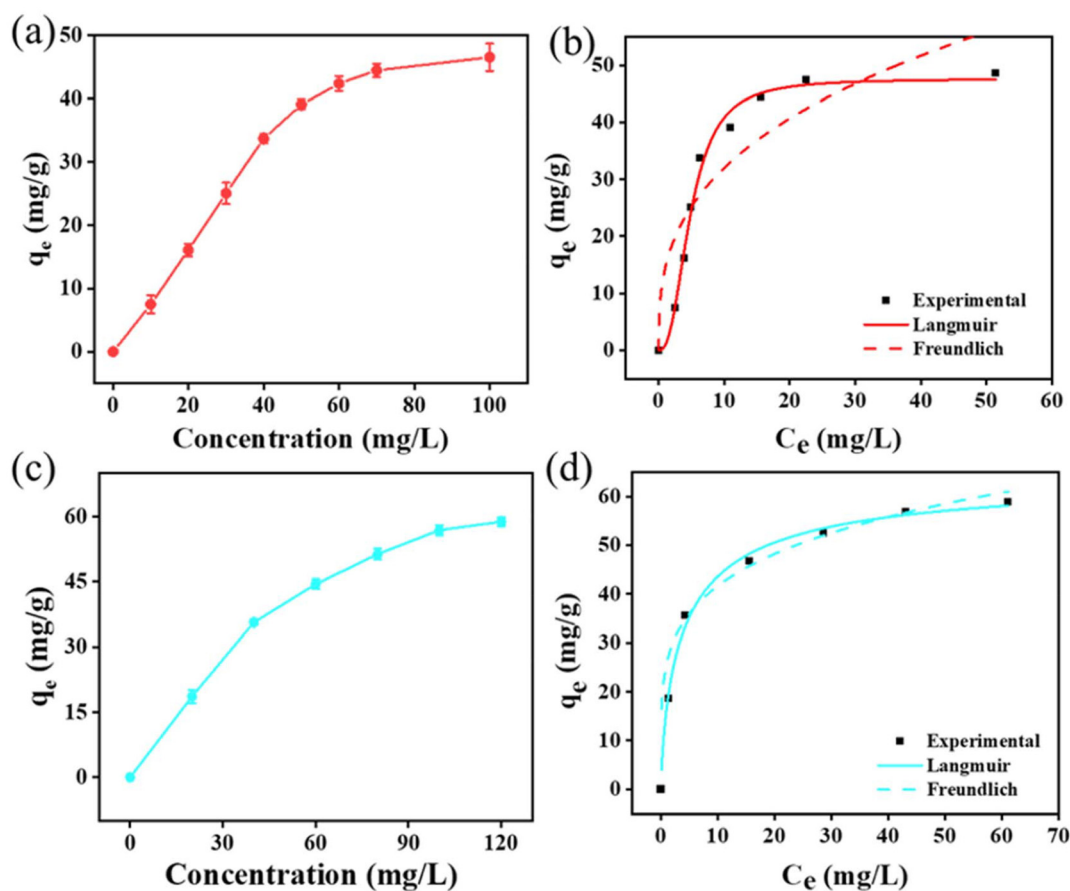 (a)
50
40
30
20
10
0
qe (mg/g)
0 20 40 60 80 100
Concentration (mg/L)
(b)
50
40
30
20
10
0
qe (mg/g)
Experimental
Langmuir
Freundlich
0 10 20 30 40 50 60
Ce (mg/L)
(c)
60
45
30
15
0
qe (mg/g)
0 30 60 90 120
Concentration (mg/L)
(d)
60
50
40
30
20
10
0
qe (mg/g)
Experimental
Langmuir
Freundlich
0 10 20 30 40 50 60 70
Ce (mg/L)